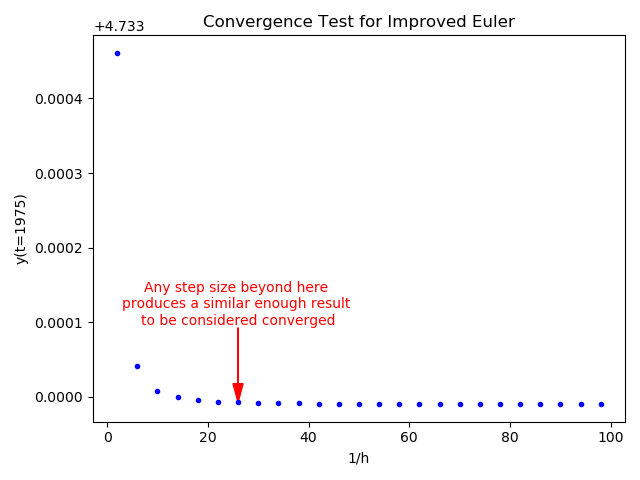 Convergence Test for Improved Euler
+4.733
0.0004
0.0003
0.0002
0.0001
0.0000
y(t=1975)
Any step size beyond here
produces a similar enough result
to be considered converged
0 20 40 60 80 100
1/h